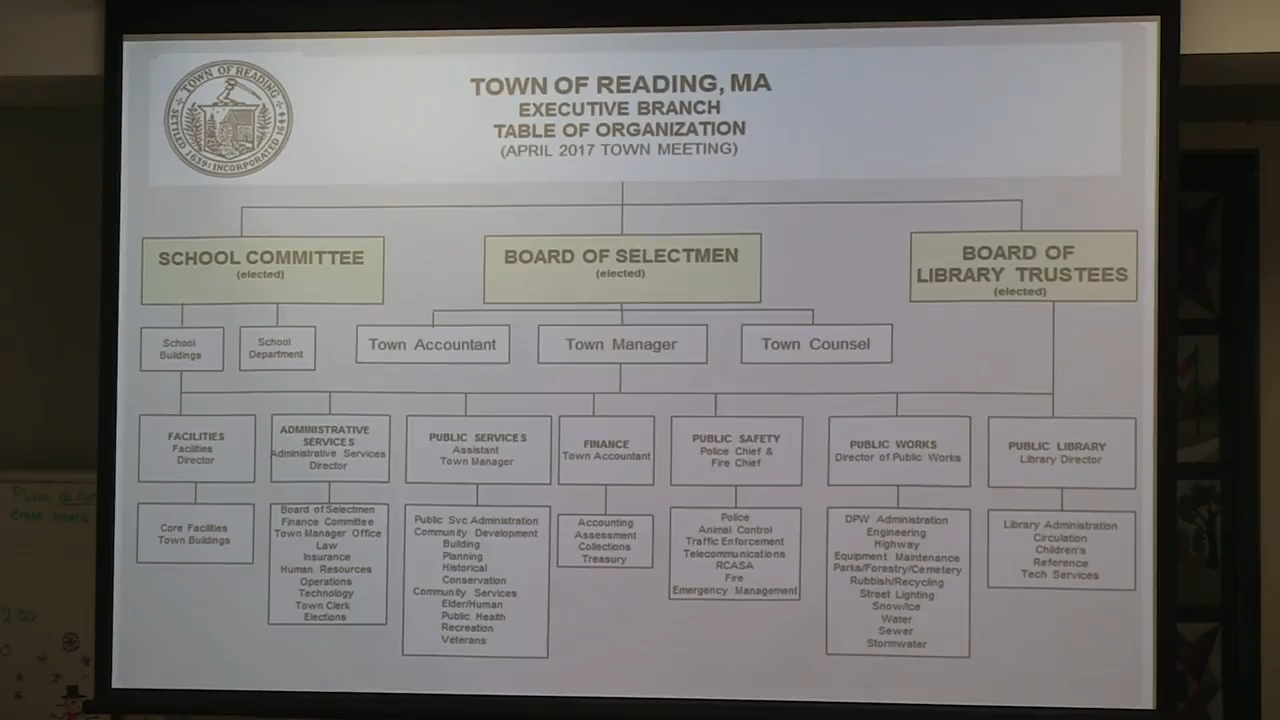 TOWN OF READING
SETTLED 1639: INCORPORATED 1644
TOWN OF READING, MA
EXECUTIVE BRANCH
TABLE OF ORGANIZATION
(APRIL 2017 TOWN MEETING)
SCHOOL COMMITTEE
(elected)
BOARD OF SELECTMEN
(elected)
BOARD OF
LIBRARY TRUSTEES
(elected)
School
Buildings
School
Department
Town Accountant
Town Manager
Town Counsel
FACILITIES
Facilities
Director
ADMINISTRATIVE
SERVICES
Administrative Services
Director
PUBLIC SERVICES
Assistant
Town Manager
FINANCE
Town Accountant
PUBLIC SAFETY
Police Chief &
Fire Chief
PUBLIC WORKS
Director of Public Works
PUBLIC LIBRARY
Library Director
Core Facilities
Town Buildings
Board of Selectmen
Finance Committee
Town Manager Office
Law
Insurance
Human Resources
Operations
Technology
Town Clerk
Elections
Public Svc Administration
Community Development
Building
Planning
Historical
Conservation
Community Services
Elder/Human
Public Health
Recreation
Veterans
Accounting
Assessment
Collections
Treasury
Police
Animal Control
Traffic Enforcement
Telecommunications
RCASA
Fire
Emergency Management
DPW Administration
Engineering
Highway
Equipment Maintenance
Parks/Forestry/Cemetery
Rubbish/Recycling
Street Lighting
Snow/Ice
Water
Sewer
Stormwater
Library Administration
Circulation
Children's
Reference
Tech Services
Please do
erase board